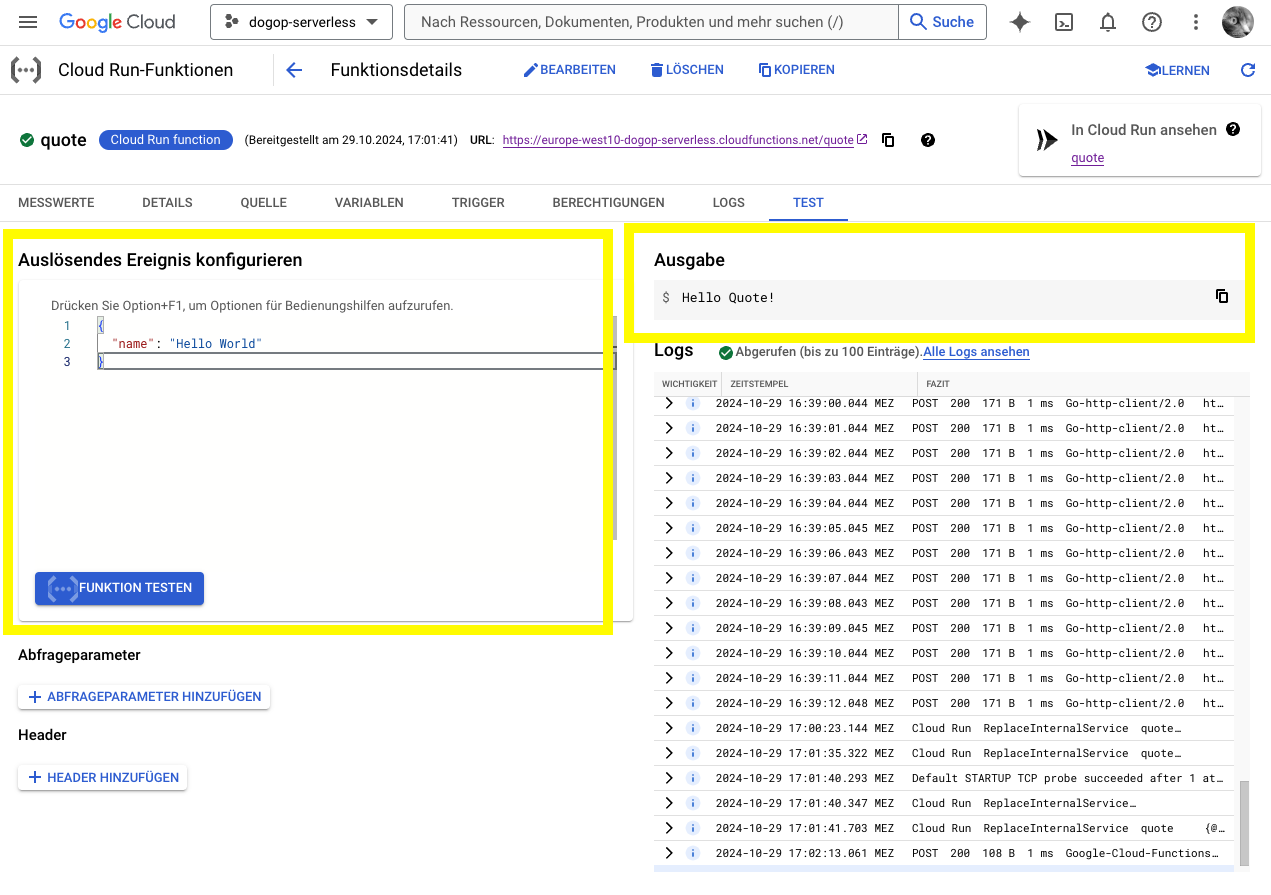 Google Cloud
dogop-serverless
Nach Ressourcen, Dokumenten, Produkten und mehr suchen (/)
Suche
Cloud Run-Funktionen
Funktionsdetails
BEARBEITEN
LÖSCHEN
KOPIEREN
LERNEN
quote
Cloud Run function
(Bereitgestellt am 29.10.2024, 17:01:41)
URL: https://europe-west10-dogop-serverless.cloudfunctions.net/quote
In Cloud Run ansehen
quote
MESSWERTE
DETAILS
QUELLE
VARIABLEN
TRIGGER
BERECHTIGUNGEN
LOGS
TEST
Auslösendes Ereignis konfigurieren
Drücken Sie Option+F1, um Optionen für Bedienungshilfen aufzurufen.
1 {
2 "name": "Hello World"
3 }
FUNKTION TESTEN
Abfrageparameter
ABFRAGEPARAMETER HINZUFÜGEN
Header
HEADER HINZUFÜGEN
Ausgabe
$ Hello Quote!
Logs
Abgerufen (bis zu 100 Einträge). Alle Logs ansehen
WICHTIGKEIT ZEITSTEMPEL FAZIT
2024-10-29 16:39:00.044 MEZ POST 200 171 B 1 ms Go-http-client/2.0 ht…
2024-10-29 16:39:01.044 MEZ POST 200 171 B 1 ms Go-http-client/2.0 ht…
2024-10-29 16:39:02.044 MEZ POST 200 171 B 1 ms Go-http-client/2.0 ht…
2024-10-29 16:39:03.044 MEZ POST 200 171 B 1 ms Go-http-client/2.0 ht…
2024-10-29 16:39:04.044 MEZ POST 200 171 B 1 ms Go-http-client/2.0 ht…
2024-10-29 16:39:05.045 MEZ POST 200 171 B 1 ms Go-http-client/2.0 ht…
2024-10-29 16:39:06.043 MEZ POST 200 171 B 1 ms Go-http-client/2.0 ht…
2024-10-29 16:39:07.044 MEZ POST 200 171 B 1 ms Go-http-client/2.0 ht…
2024-10-29 16:39:08.043 MEZ POST 200 171 B 1 ms Go-http-client/2.0 ht…
2024-10-29 16:39:09.045 MEZ POST 200 171 B 1 ms Go-http-client/2.0 ht…
2024-10-29 16:39:10.044 MEZ POST 200 171 B 1 ms Go-http-client/2.0 ht…
2024-10-29 16:39:11.044 MEZ POST 200 171 B 1 ms Go-http-client/2.0 ht…
2024-10-29 16:39:12.048 MEZ POST 200 171 B 1 ms Go-http-client/2.0 ht…
2024-10-29 17:00:23.144 MEZ Cloud Run ReplaceInternalService quote…
2024-10-29 17:01:35.322 MEZ Cloud Run ReplaceInternalService quote…
2024-10-29 17:01:40.293 MEZ Default STARTUP TCP probe succeeded after 1 at…
2024-10-29 17:01:40.347 MEZ Cloud Run ReplaceInternalService…
2024-10-29 17:01:41.703 MEZ Cloud Run ReplaceInternalService quote {@…
2024-10-29 17:02:13.061 MEZ POST 200 108 B 1 ms Google-Cloud-Functions…